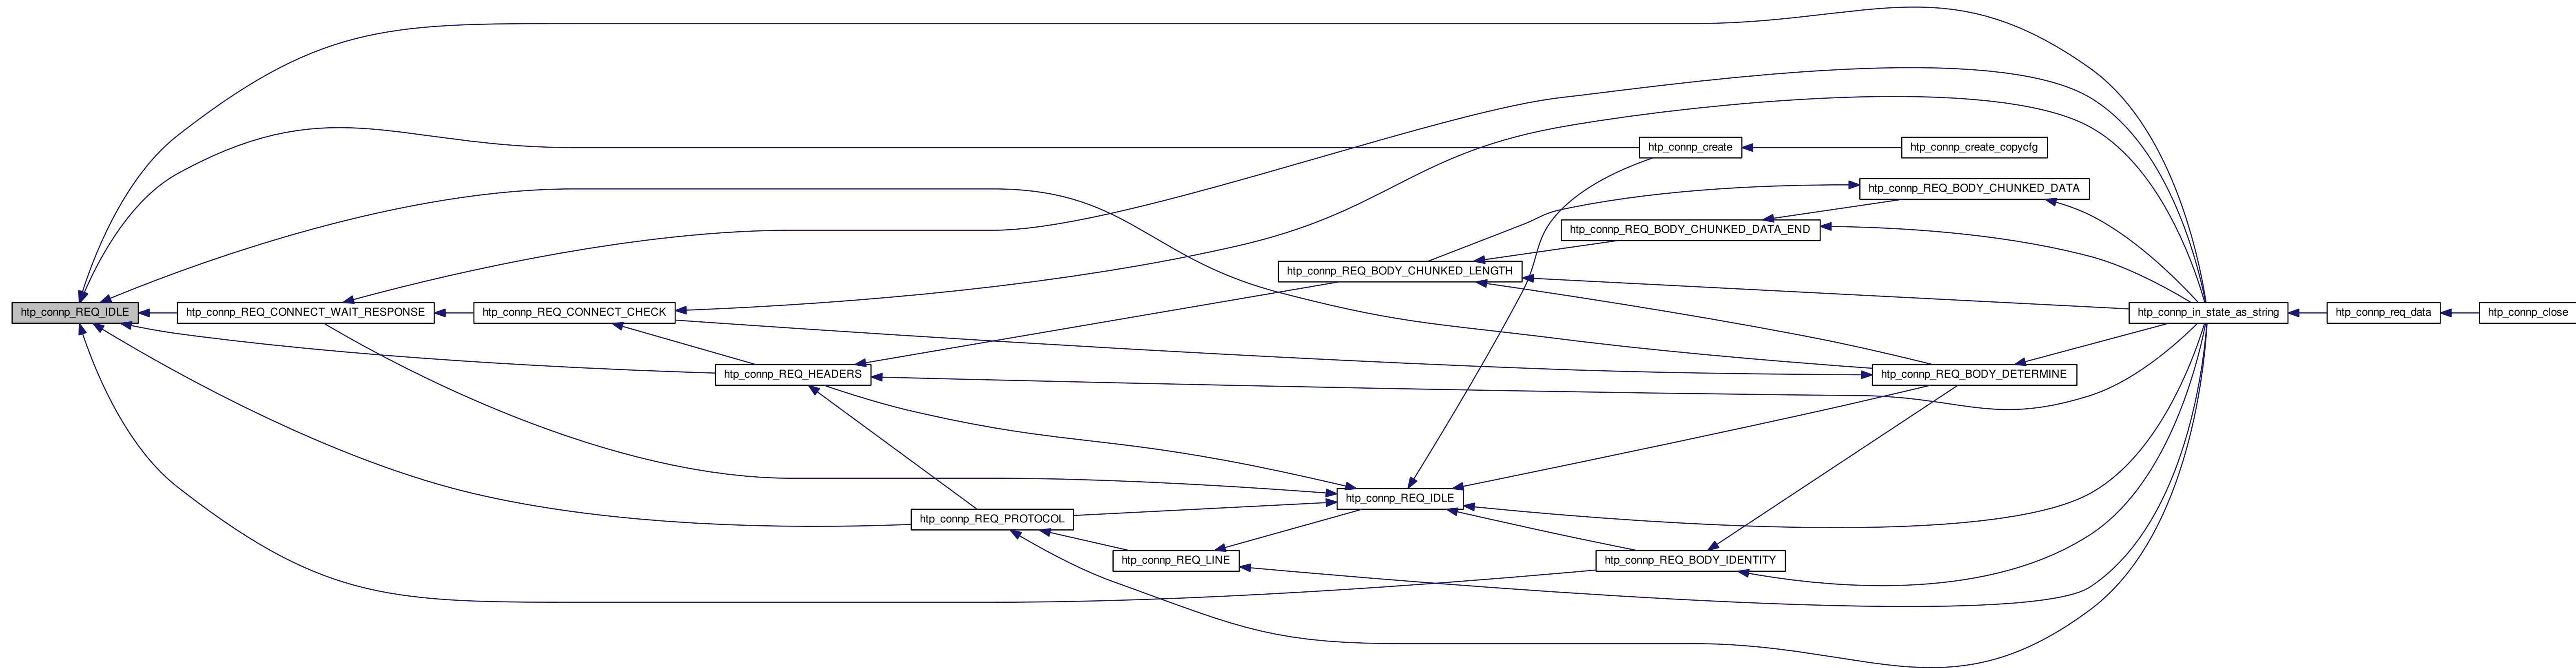 htp_connp_create
htp_connp_create_copycfg
htp_connp_REQ_BODY_CHUNKED_DATA
htp_connp_REQ_BODY_CHUNKED_DATA_END
htp_connp_REQ_BODY_CHUNKED_LENGTH
htp_connp_REQ_IDLE
htp_connp_REQ_CONNECT_WAIT_RESPONSE
htp_connp_REQ_CONNECT_CHECK
htp_connp_in_state_as_string
htp_connp_req_data
htp_connp_close
htp_connp_REQ_HEADERS
htp_connp_REQ_BODY_DETERMINE
htp_connp_REQ_IDLE
htp_connp_REQ_PROTOCOL
htp_connp_REQ_LINE
htp_connp_REQ_BODY_IDENTITY